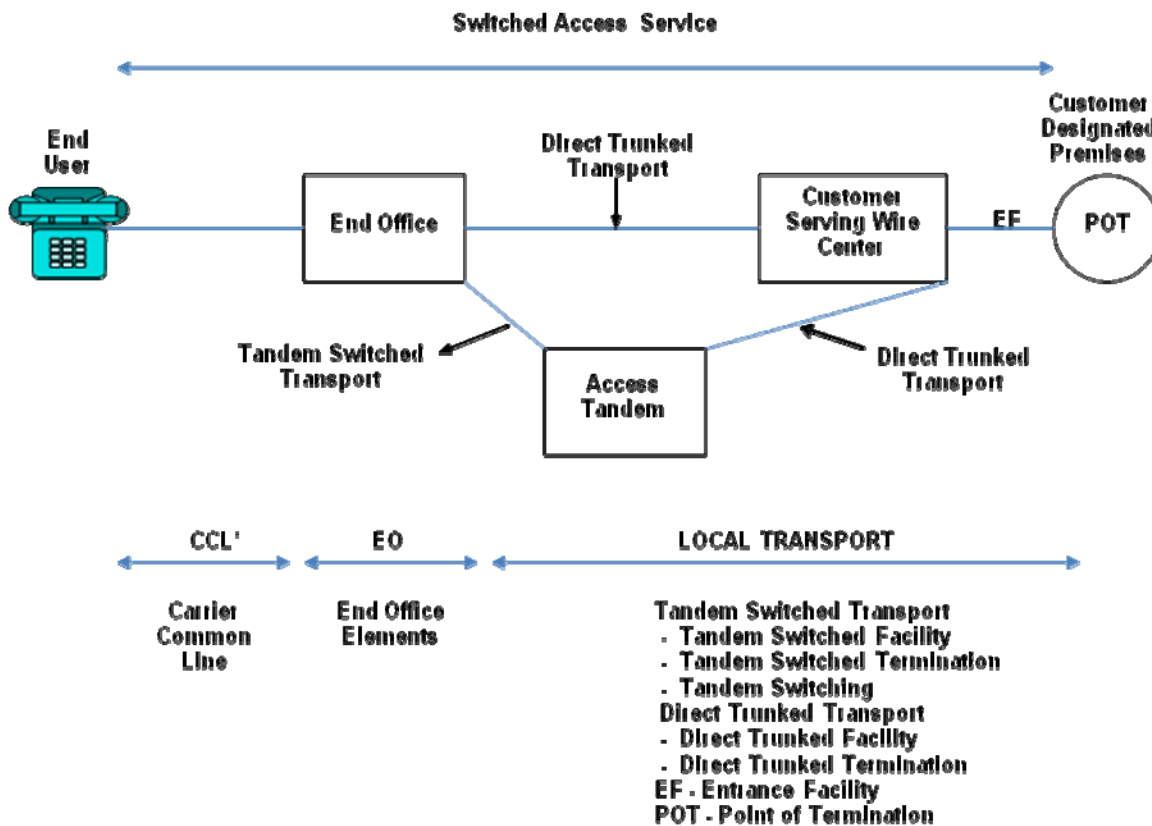 Switched Access Service
Customer
Designated
Premises
End
User
Direct Trunked
Transport
End Office
Customer
Serving Wire
Center
EF
POT
Tandem Switched
Transport
Access
Tandem
Direct Trunked
Transport
CCL'
EO
LOCAL TRANSPORT
Carrier
Common
Line
End Office
Elements
Tandem Switched Transport
- Tandem Switched Facility
- Tandem Switched Termination
- Tandem Switching
Direct Trunked Transport
- Direct Trunked Facility
- Direct Trunked Termination
EF - Entrance Facility
POT - Point of Termination